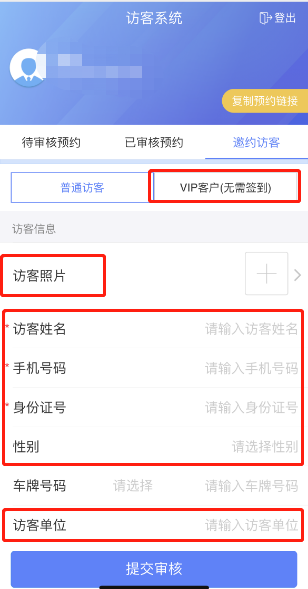 访客系统
登出
复制预约链接
待审核预约 已审核预约 邀约访客
普通访客 VIP客户(无需签到)
访客信息
访客照片
* 访客姓名 请输入访客姓名
* 手机号码 请输入手机号码
* 身份证号 请输入身份证号
性别 请选择性别
车牌号码 请选择 请输入车牌号码
访客单位 请输入访客单位
提交审核